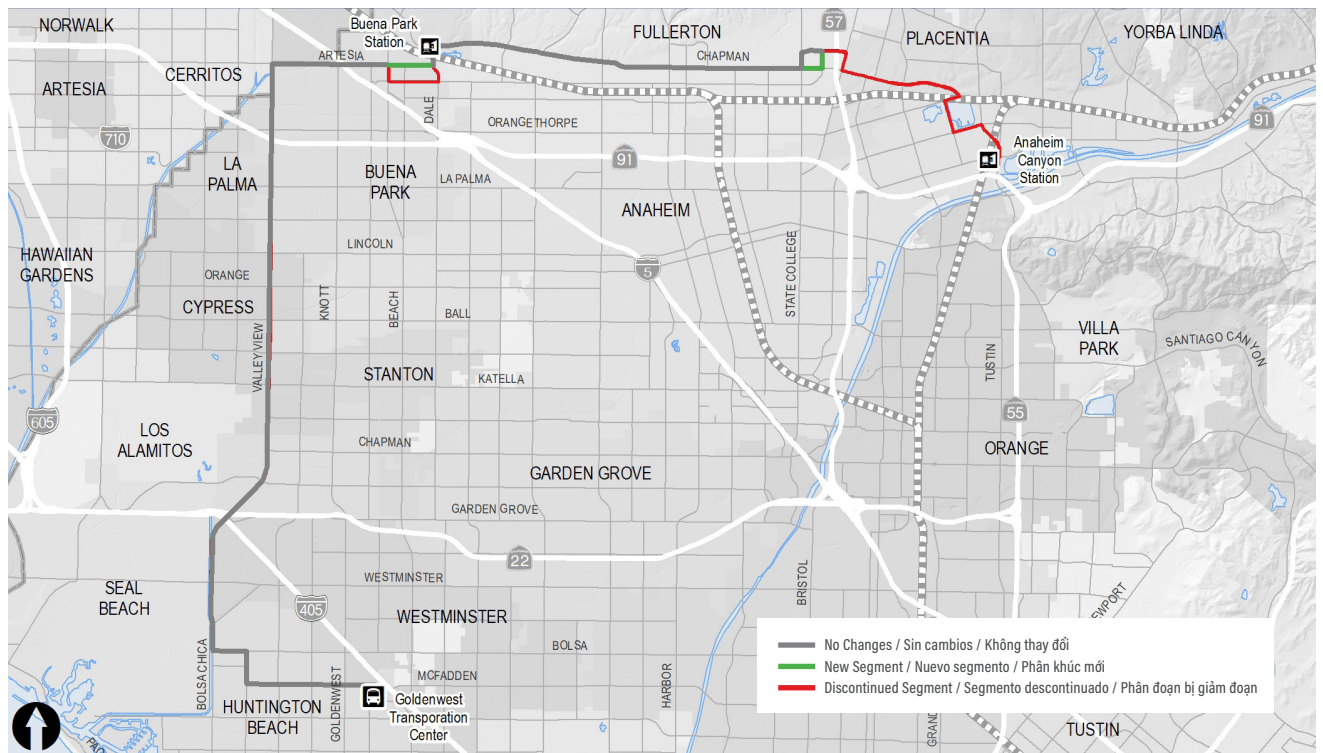 NORWALK
Buena Park
Station
FULLERTON
57
PLACENTIA
YORBA LINDA
ARTESIA
CHAPMAN
CERRITOS
ARTESIA
DALE
ORANGETHORPE
91
710
91
Anaheim
Canyon
Station
LA
PALMA
BUENA
PARK
LA PALMA
ANAHEIM
LINCOLN
HAWAIIAN
GARDENS
ORANGE
5
STATE COLLEGE
CYPRESS
KNOTT
BEACH
BALL
VILLA
PARK
SANTIAGO CANYON
VALLEY VIEW
STANTON
KATELLA
TUSTIN
605
LOS
ALAMITOS
CHAPMAN
55
ORANGE
GARDEN GROVE
GARDEN GROVE
22
SEAL
BEACH
WESTMINSTER
BRISTOL
405
WESTMINSTER
EWPORT
BOLSA
BOLSA CHICA
GOLDENWEST
MCFADDEN
HARBOR
HUNTINGTON
BEACH
Goldenwest
Transporation
Center
No Changes / Sin cambios / Không thay đổi
New Segment / Nuevo segmento / Phân khúc mới
Discontinued Segment / Segmento descontinuado / Phân đoạn bị giảm đoạn
GRAND
TUSTIN